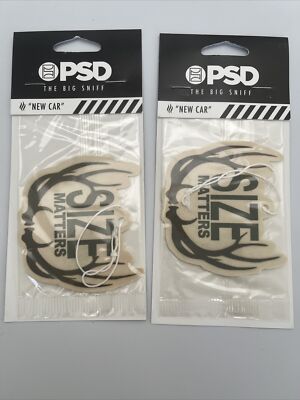 PSD
THE BIG SNIFF
"NEW CAR"
SIZE
MATTERS
PSD
THE BIG SNIFF
"NEW CAR"
SIZE
MATTERS